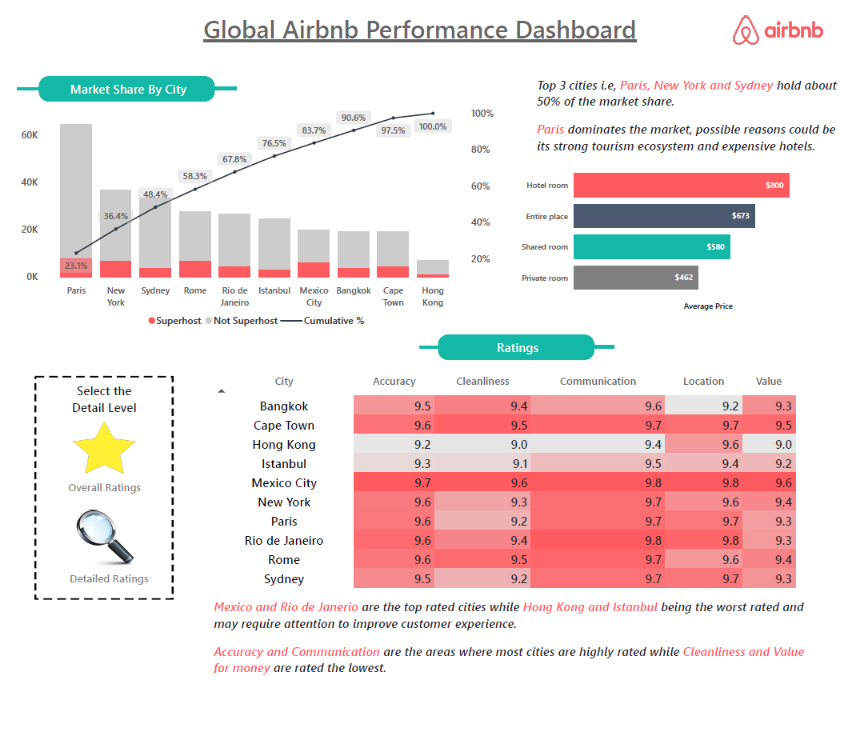 Global Airbnb Performance Dashboard
airbnb
Market Share By City
Top 3 cities i.e, Paris, New York and Sydney hold about
50% of the market share.
Paris dominates the market, possible reasons could be
its strong tourism ecosystem and expensive hotels.
60K
40K
20K
0K
23.1%
36.4%
48.4%
58.3%
67.8%
76.5%
83.7%
90.6%
97.5%
100.0%
100%
80%
60%
40%
20%
Paris
New York
Sydney
Rome
Rio de Janeiro
Istanbul
Mexico City
Bangkok
Cape Town
Hong Kong
Superhost Not Superhost Cumulative %
Hotel room $800
Entire place $673
Shared room $580
Private room $462
Average Price
Ratings
Select the
Detail Level
Overall Ratings
Detailed Ratings
City Accuracy Cleanliness Communication Location Value
Bangkok 9.5 9.4 9.6 9.2 9.3
Cape Town 9.6 9.5 9.7 9.7 9.5
Hong Kong 9.2 9.0 9.4 9.6 9.0
Istanbul 9.3 9.1 9.5 9.4 9.2
Mexico City 9.7 9.6 9.8 9.8 9.6
New York 9.6 9.3 9.7 9.6 9.4
Paris 9.6 9.2 9.7 9.7 9.3
Rio de Janeiro 9.6 9.4 9.8 9.8 9.3
Rome 9.6 9.5 9.7 9.6 9.4
Sydney 9.5 9.2 9.7 9.7 9.3
Mexico and Rio de Janerio are the top rated cities while Hong Kong and Istanbul being the worst rated and
may require attention to improve customer experience.
Accuracy and Communication are the areas where most cities are highly rated while Cleanliness and Value
for money are rated the lowest.